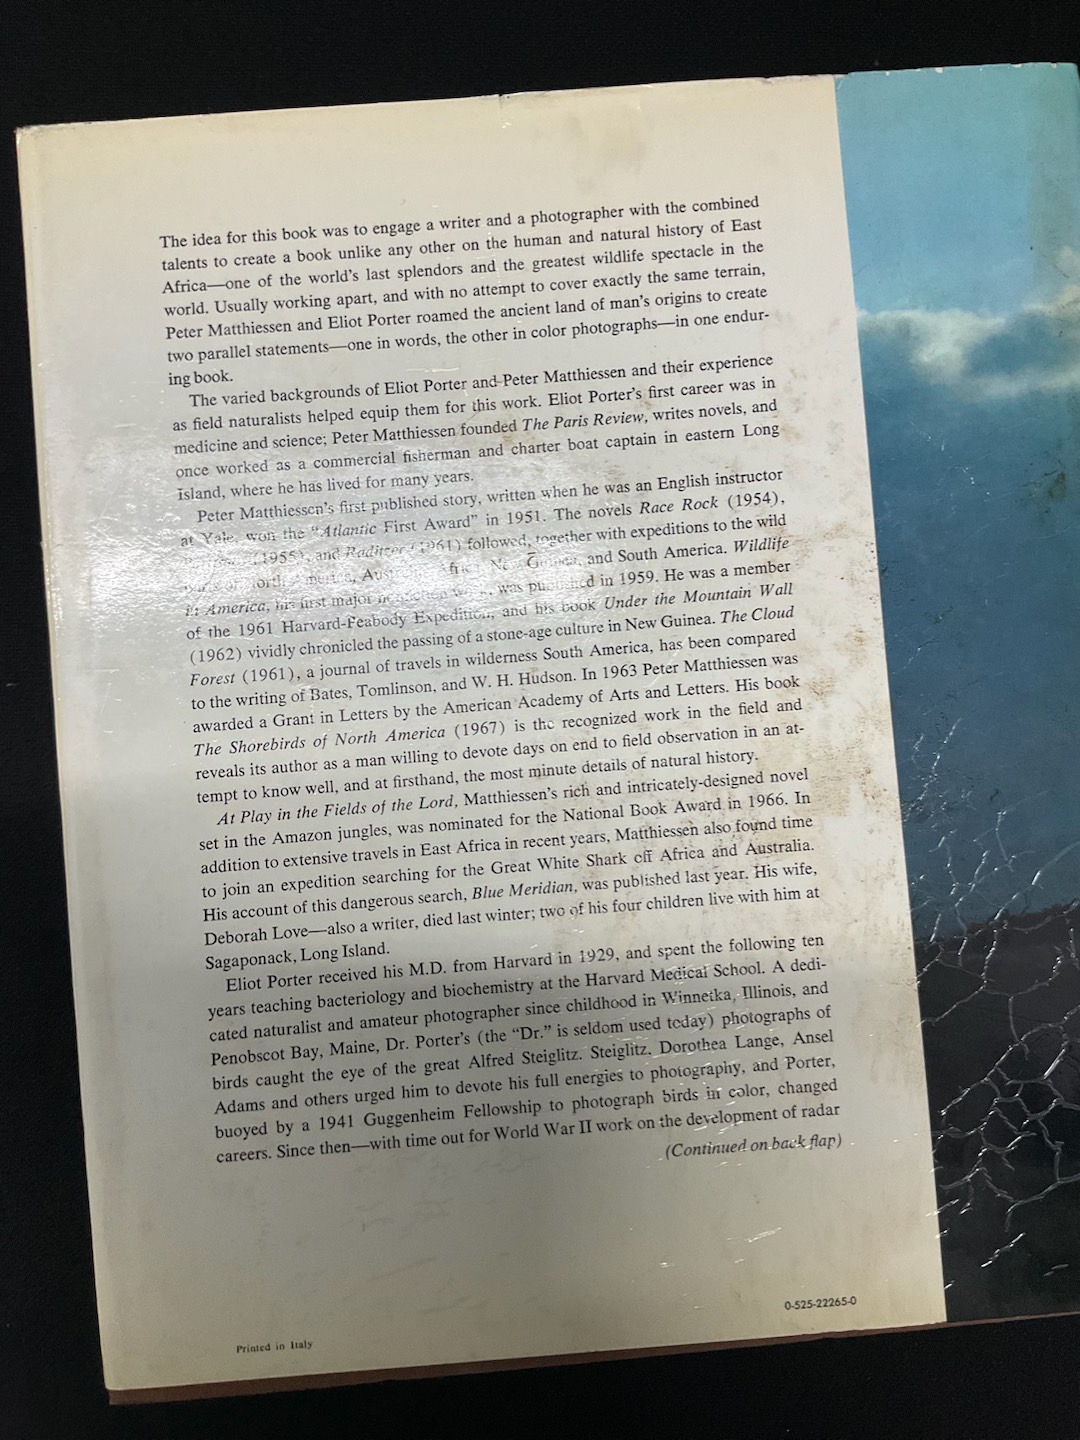 The idea for this book was to engage a writer and a photographer with the combined
talents to create a book unlike any other on the human and natural history of East
Africa—one of the world's last splendors and the greatest wildlife spectacle in the
world. Usually working apart, and with no attempt to cover exactly the same terrain,
Peter Matthiessen and Eliot Porter roamed the ancient land of man's origins to create
two parallel statements—one in words, the other in color photographs—in one endur-
ing book.
The varied backgrounds of Eliot Porter and Peter Matthiessen and their experience
as field naturalists helped equip them for this work. Eliot Porter's first career was in
medicine and science; Peter Matthiessen founded The Paris Review, writes novels, and
once worked as a commercial fisherman and charter boat captain in eastern Long
Island, where he has lived for many years.
Peter Matthiessen's first published story, written when he was an English instructor
at Yale, won the "Atlantic First Award" in 1951. The novels Race Rock (1954),
(1955), and Raditzer (1961) followed, together with expeditions to the wild
parts of North America, Australia, Africa, New Guinea, and South America. Wildlife
in America, his first major nonfiction work, was published in 1959. He was a member
of the 1961 Harvard-Peabody Expedition, and his book Under the Mountain Wall
(1962) vividly chronicled the passing of a stone-age culture in New Guinea. The Cloud
Forest (1961), a journal of travels in wilderness South America, has been compared
to the writing of Bates, Tomlinson, and W. H. Hudson. In 1963 Peter Matthiessen was
awarded a Grant in Letters by the American Academy of Arts and Letters. His book
The Shorebirds of North America (1967) is the recognized work in the field and
reveals its author as a man willing to devote days on end to field observation in an at-
tempt to know well, and at firsthand, the most minute details of natural history.
At Play in the Fields of the Lord, Matthiessen's rich and intricately-designed novel
set in the Amazon jungles, was nominated for the National Book Award in 1966. In
addition to extensive travels in East Africa in recent years, Matthiessen also found time
to join an expedition searching for the Great White Shark off Africa and Australia.
His account of this dangerous search, Blue Meridian, was published last year. His wife,
Deborah Love—also a writer, died last winter; two of his four children live with him at
Sagaponack, Long Island.
Eliot Porter received his M.D. from Harvard in 1929, and spent the following ten
years teaching bacteriology and biochemistry at the Harvard Medical School. A dedi-
cated naturalist and amateur photographer since childhood in Winnetka, Illinois, and
Penobscot Bay, Maine, Dr. Porter's (the "Dr." is seldom used today) photographs of
birds caught the eye of the great Alfred Steiglitz. Steiglitz, Dorothea Lange, Ansel
Adams and others urged him to devote his full energies to photography, and Porter,
buoyed by a 1941 Guggenheim Fellowship to photograph birds in color, changed
careers. Since then—with time out for World War II work on the development of radar
(Continued on back flap)
0-525-22265-0
Printed in Italy